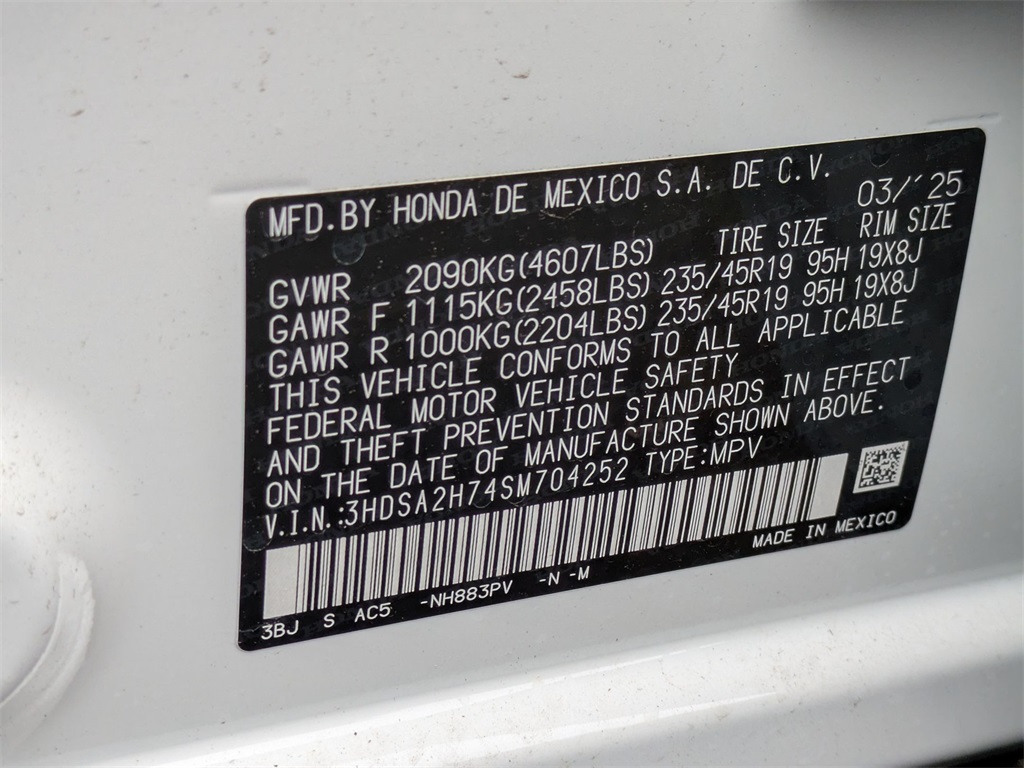 MFD.BY HONDA DE MEXICO S.A. DE C.V. 03/'25
GVWR 2090KG(4607LBS) TIRE SIZE RIM SIZE
GAWR F 1115KG(2458LBS) 235/45R19 95H 19X8J
GAWR R 1000KG(2204LBS) 235/45R19 95H 19X8J
THIS VEHICLE CONFORMS TO ALL APPLICABLE
FEDERAL MOTOR VEHICLE SAFETY
AND THEFT PREVENTION STANDARDS IN EFFECT
ON THE DATE OF MANUFACTURE SHOWN ABOVE.
V.I.N.:3HDSA2H74SM704252 TYPE:MPV
MADE IN MEXICO
3BJ S AC5 -NH883PV -N -M